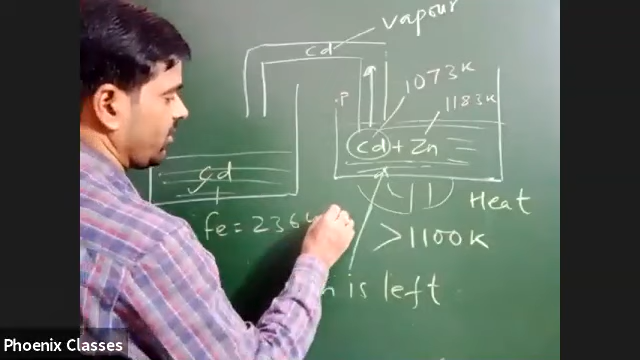 vapour
cd
1073K
1183K
P
Cd + Zn
Cd
Heat
fe = 236
>1100K
is left
Phoenix Classes